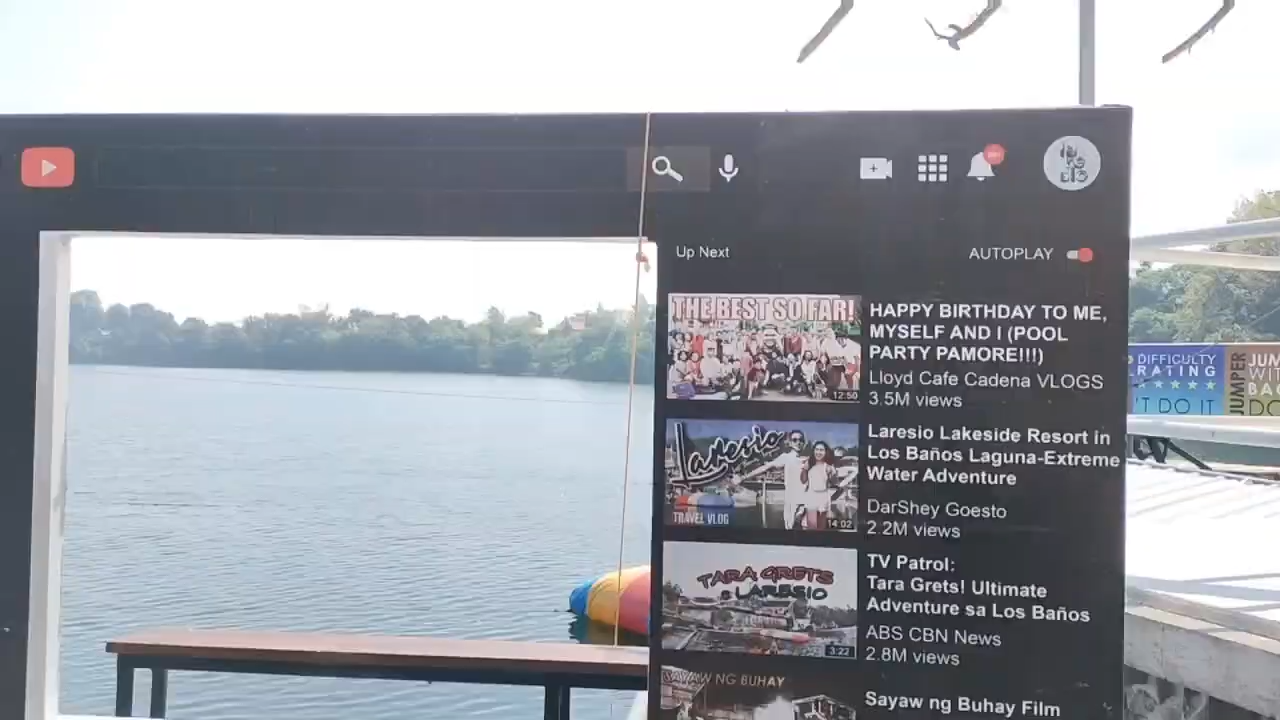 Up Next
AUTOPLAY
THE BEST SO FAR!
12:50
HAPPY BIRTHDAY TO ME,
MYSELF AND I (POOL
PARTY PAMORE!!!)
Lloyd Cafe Cadena VLOGS
3.5M views
Laresio
TRAVEL VLOG
14:02
Laresio Lakeside Resort in
Los Baños Laguna-Extreme
Water Adventure
DarShey Goesto
2.2M views
TARA GRETS
LARESIO
3:22
TV Patrol:
Tara Grets! Ultimate
Adventure sa Los Baños
ABS CBN News
2.8M views
SAYAW NG BUHAY
Sayaw ng Buhay Film
DIFFICULTY
RATING
'T DO IT
JUMPER